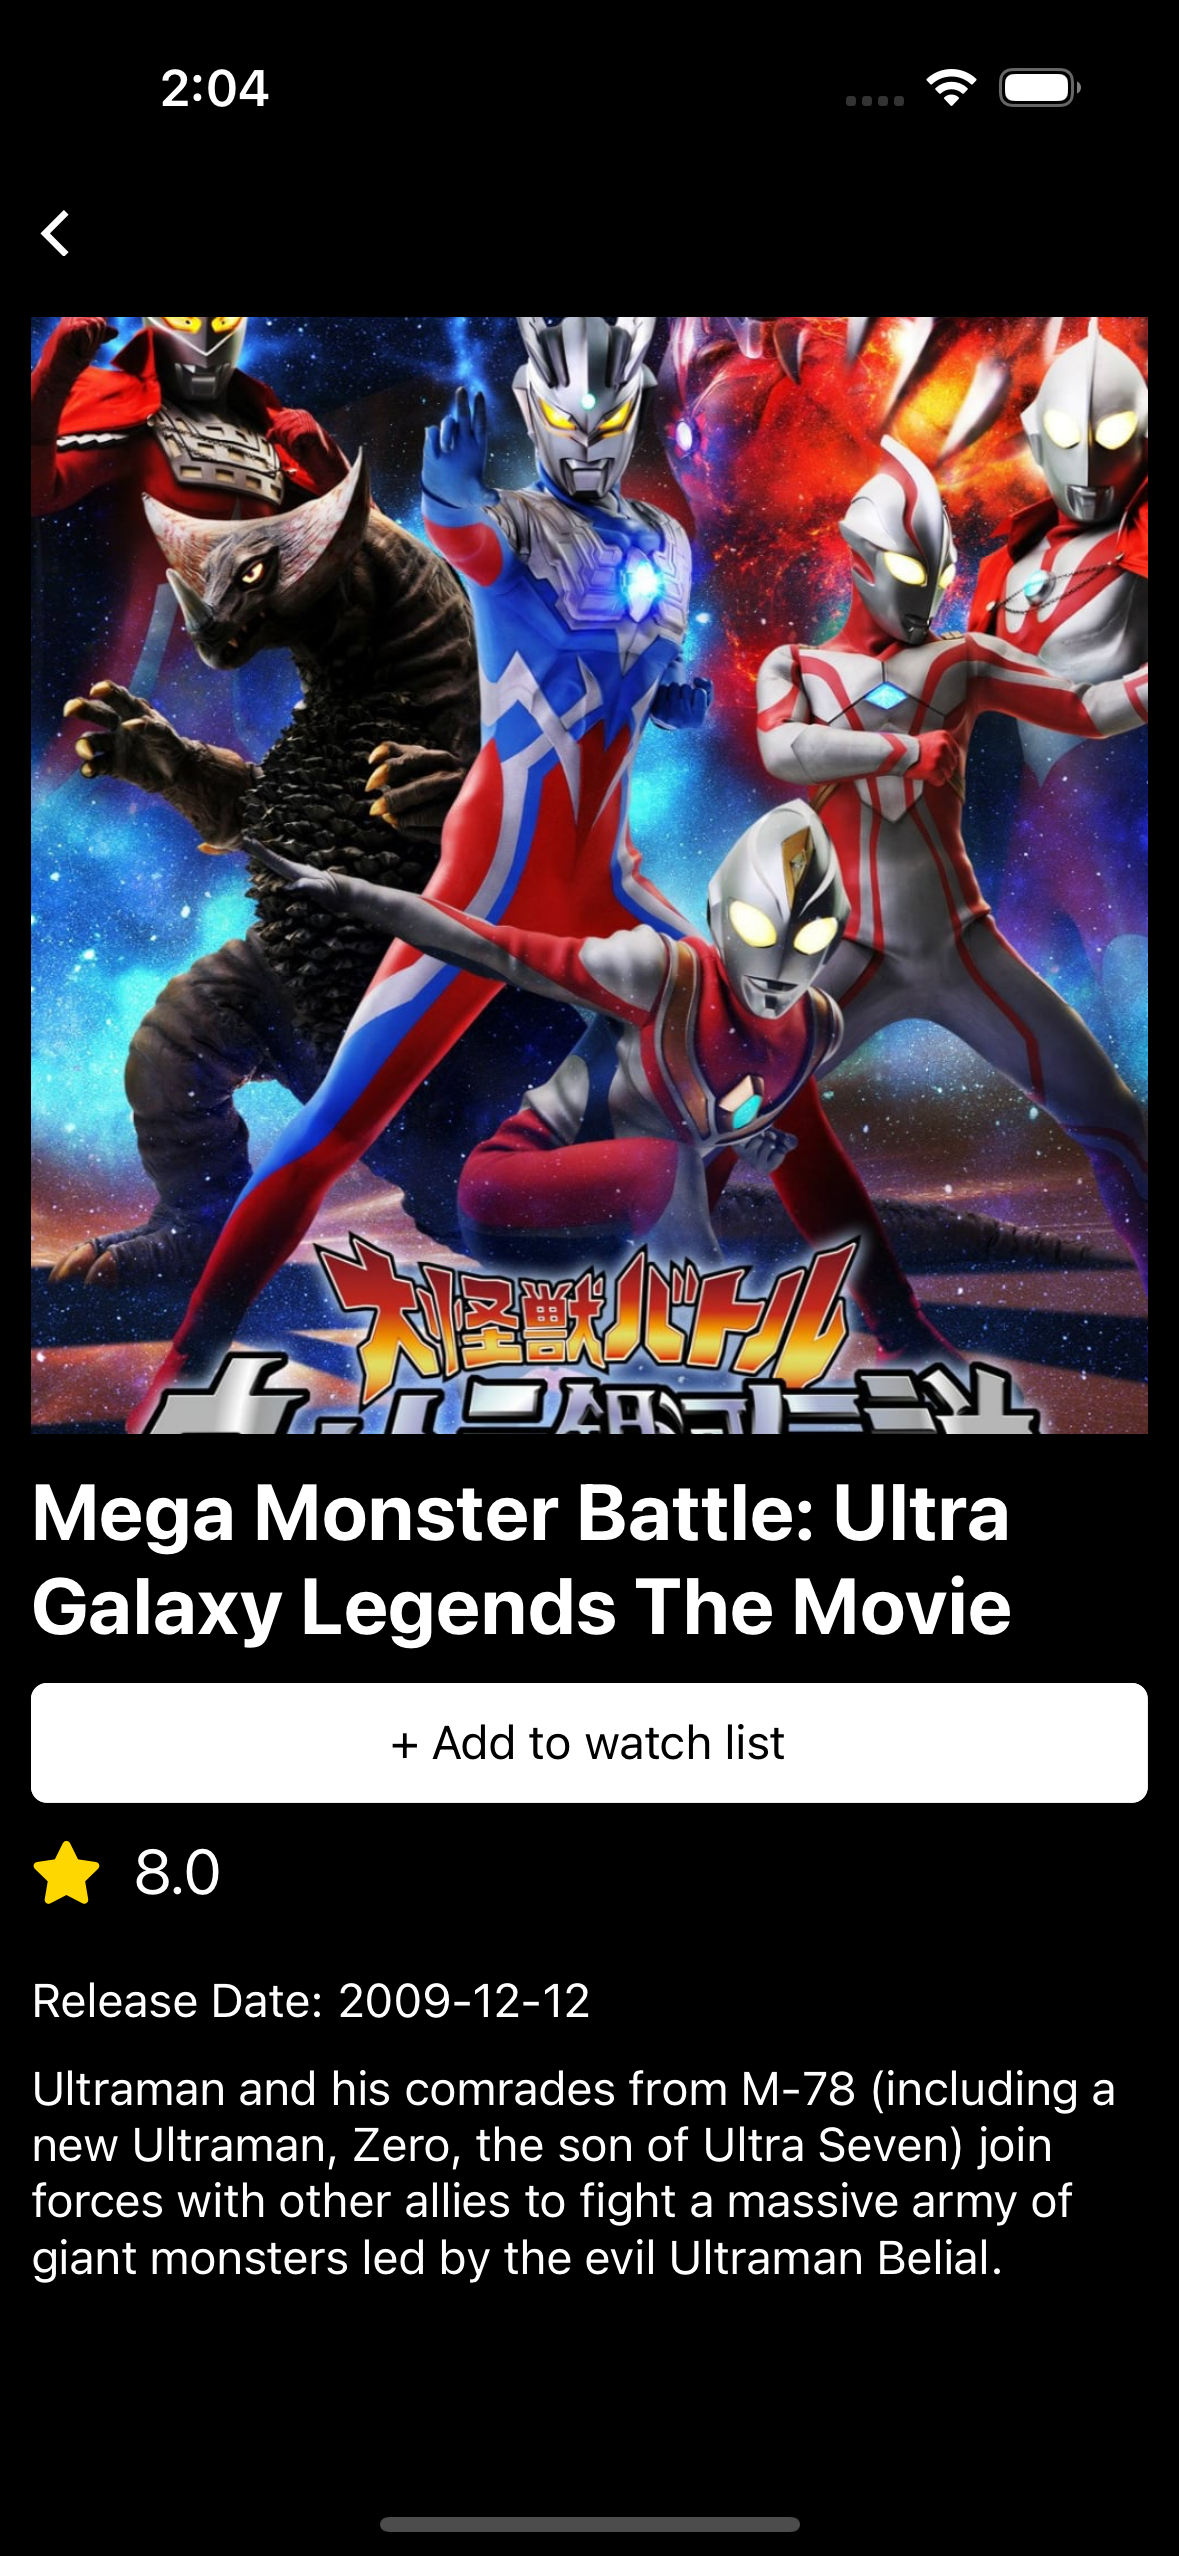 2:04
大怪獣バトル
Mega Monster Battle: Ultra
Galaxy Legends The Movie
+ Add to watch list
8.0
Release Date: 2009-12-12
Ultraman and his comrades from M-78 (including a
new Ultraman, Zero, the son of Ultra Seven) join
forces with other allies to fight a massive army of
giant monsters led by the evil Ultraman Belial.